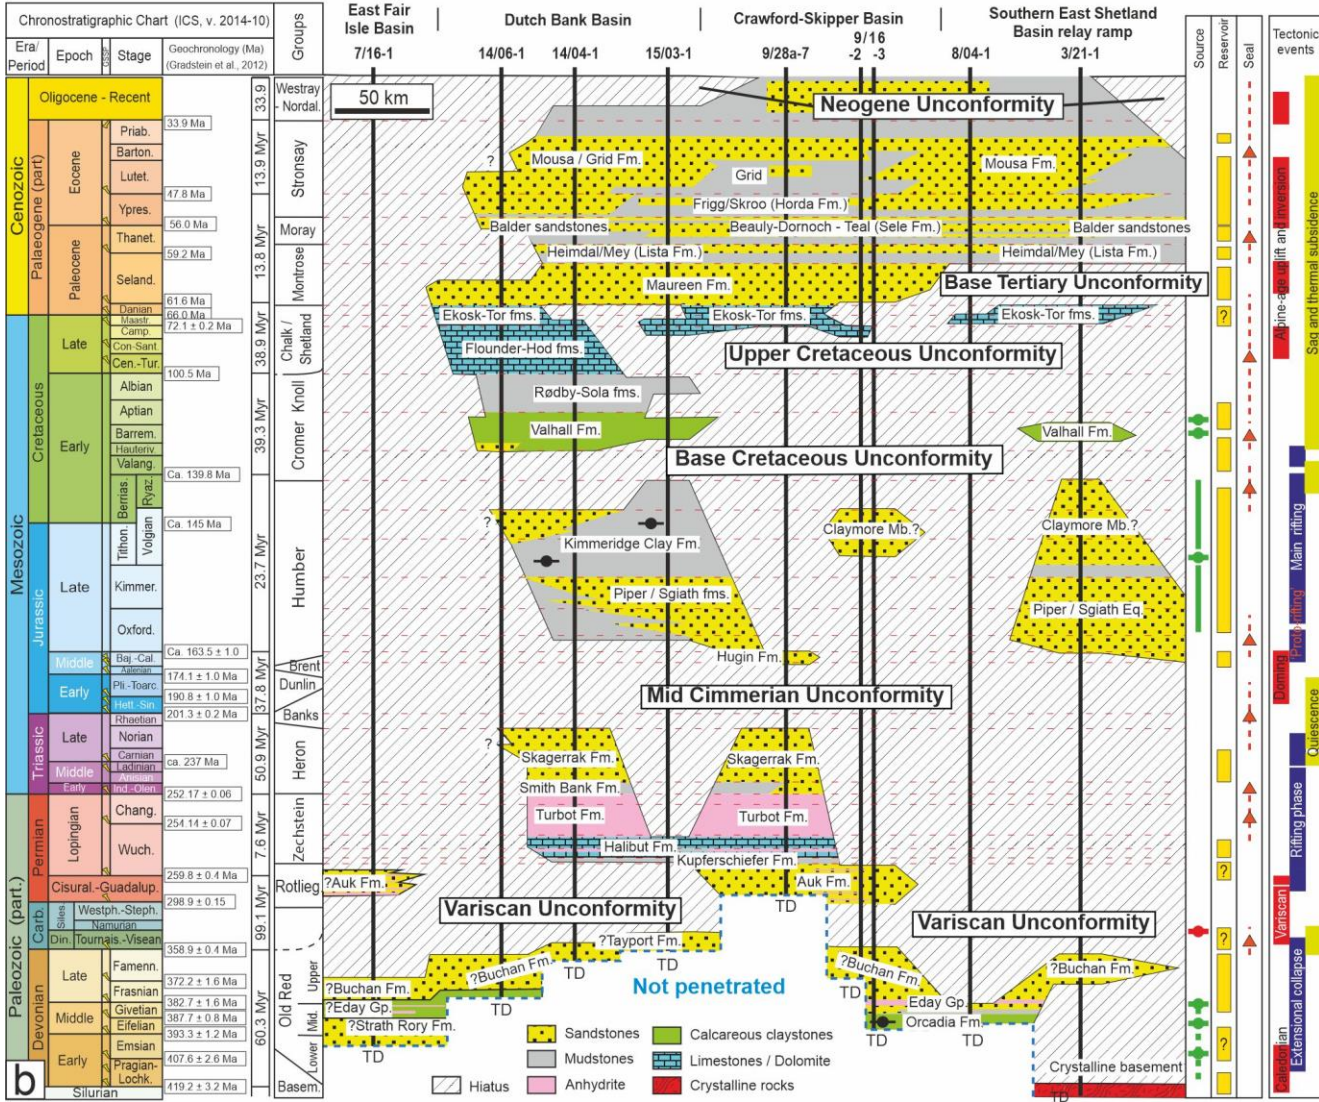 Chronostratigraphic Chart (ICS, v. 2014-10)
Era/
Period
Epoch
GSSP
Stage
Geochronology (Ma)
(Gradstein et al., 2012)
Groups
East Fair
Isle Basin
Dutch Bank Basin
Crawford-Skipper Basin
Southern East Shetland
Basin relay ramp
7/16-1
14/06-1
14/04-1
15/03-1
9/28a-7
9/16
-2
-3
8/04-1
3/21-1
Source
Reservoir
Seal
Tectonic
events
50 km
Cenozoic
Mesozoic
Paleozoic (part.)
Palaeogene (part)
Cretaceous
Jurassic
Triassic
Permian
Carb.
Devonian
Oligocene - Recent
Eocene
Paleocene
Late
Early
Late
Middle
Early
Late
Middle
Early
Lopingian
Cisural.-Guadalup.
Siles
Din.
Late
Middle
Early
Priab.
Barton.
Lutet.
Ypres.
Thanet.
Seland.
Danian
Maastr.
Camp.
Con-Sant.
Cen.-Tur.
Albian
Aptian
Barrem.
Hauteriv.
Valang.
Berrias.
Ryaz.
Tithon.
Volgian
Kimmer.
Oxford.
Baj.-Cal.
Aalenian
Pli.-Toarc.
Hett.-Sin.
Rhaetian
Norian
Carnian
Ladinian
Anisian
Ind.-Olen.
Chang.
Wuch.
Westph.-Steph.
Namurian
Tournais.-Visean
Famenn.
Frasnian
Givetian
Eifelian
Emsian
Pragian-
Lochk.
Silurian
33.9 Ma
47.8 Ma
56.0 Ma
59.2 Ma
61.6 Ma
66.0 Ma
72.1 ± 0.2 Ma
100.5 Ma
Ca. 139.8 Ma
Ca. 145 Ma
Ca. 163.5 ± 1.0
174.1 ± 1.0 Ma
190.8 ± 1.0 Ma
201.3 ± 0.2 Ma
ca. 237 Ma
252.17 ± 0.06
254.14 ± 0.07
259.8 ± 0.4 Ma
298.9 ± 0.15
358.9 ± 0.4 Ma
372.2 ± 1.6 Ma
382.7 ± 1.6 Ma
387.7 ± 0.8 Ma
393.3 ± 1.2 Ma
407.6 ± 2.6 Ma
419.2 ± 3.2 Ma
33.9
13.9 Myr
13.8 Myr
38.9 Myr
39.3 Myr
23.7 Myr
37.8 Myr
50.9 Myr
7.6 Myr
99.1 Myr
60.3 Myr
Westray
- Nordal.
Stronsay
Moray
Montrose
Chalk /
Shetland
Cromer Knoll
Humber
Brent
Dunlin
Banks
Heron
Zechstein
Rotlieg.
Old Red
Upper
Mid.
Lower
Basem.
Neogene Unconformity
?
Mousa / Grid Fm.
Grid
Mousa Fm.
Frigg/Skroo (Horda Fm.)
Balder sandstones
Beauly-Dornoch - Teal (Sele Fm.)
Balder sandstones
Heimdal/Mey (Lista Fm.)
Heimdal/Mey (Lista Fm.)
Maureen Fm.
Base Tertiary Unconformity
Ekosk-Tor fms.
Ekosk-Tor fms.
Ekosk-Tor fms.
Flounder-Hod fms.
Upper Cretaceous Unconformity
Rødby-Sola fms.
Valhall Fm.
Valhall Fm.
Base Cretaceous Unconformity
?
Kimmeridge Clay Fm.
Claymore Mb.?
Claymore Mb.?
Piper / Sgiath fms.
Piper / Sgiath Eq.
Hugin Fm.
Mid Cimmerian Unconformity
?
Skagerrak Fm.
Skagerrak Fm.
Smith Bank Fm.
Turbot Fm.
Turbot Fm.
Halibut Fm.
Kupferschiefer Fm.
?Auk Fm.
Auk Fm.
TD
Variscan Unconformity
Variscan Unconformity
?Tayport Fm.
TD
TD
TD
?Buchan Fm.
?Buchan Fm.
?Buchan Fm.
?Buchan Fm.
Not penetrated
TD
?Eday Gp.
Eday Gp.
?Strath Rory Fm.
Orcadia Fm.
TD
TD
TD
Crystalline basement
TD
Sandstones
Calcareous claystones
Mudstones
Limestones / Dolomite
Hiatus
Anhydrite
Crystalline rocks
?
?
?
?
Alpine-age uplift and inversion
Sag and thermal subsidence
Main rifting
'Proto-rifting'
Doming
Quiescence
Rifting phase
Variscan
Extensional collapse
Caledonian
b